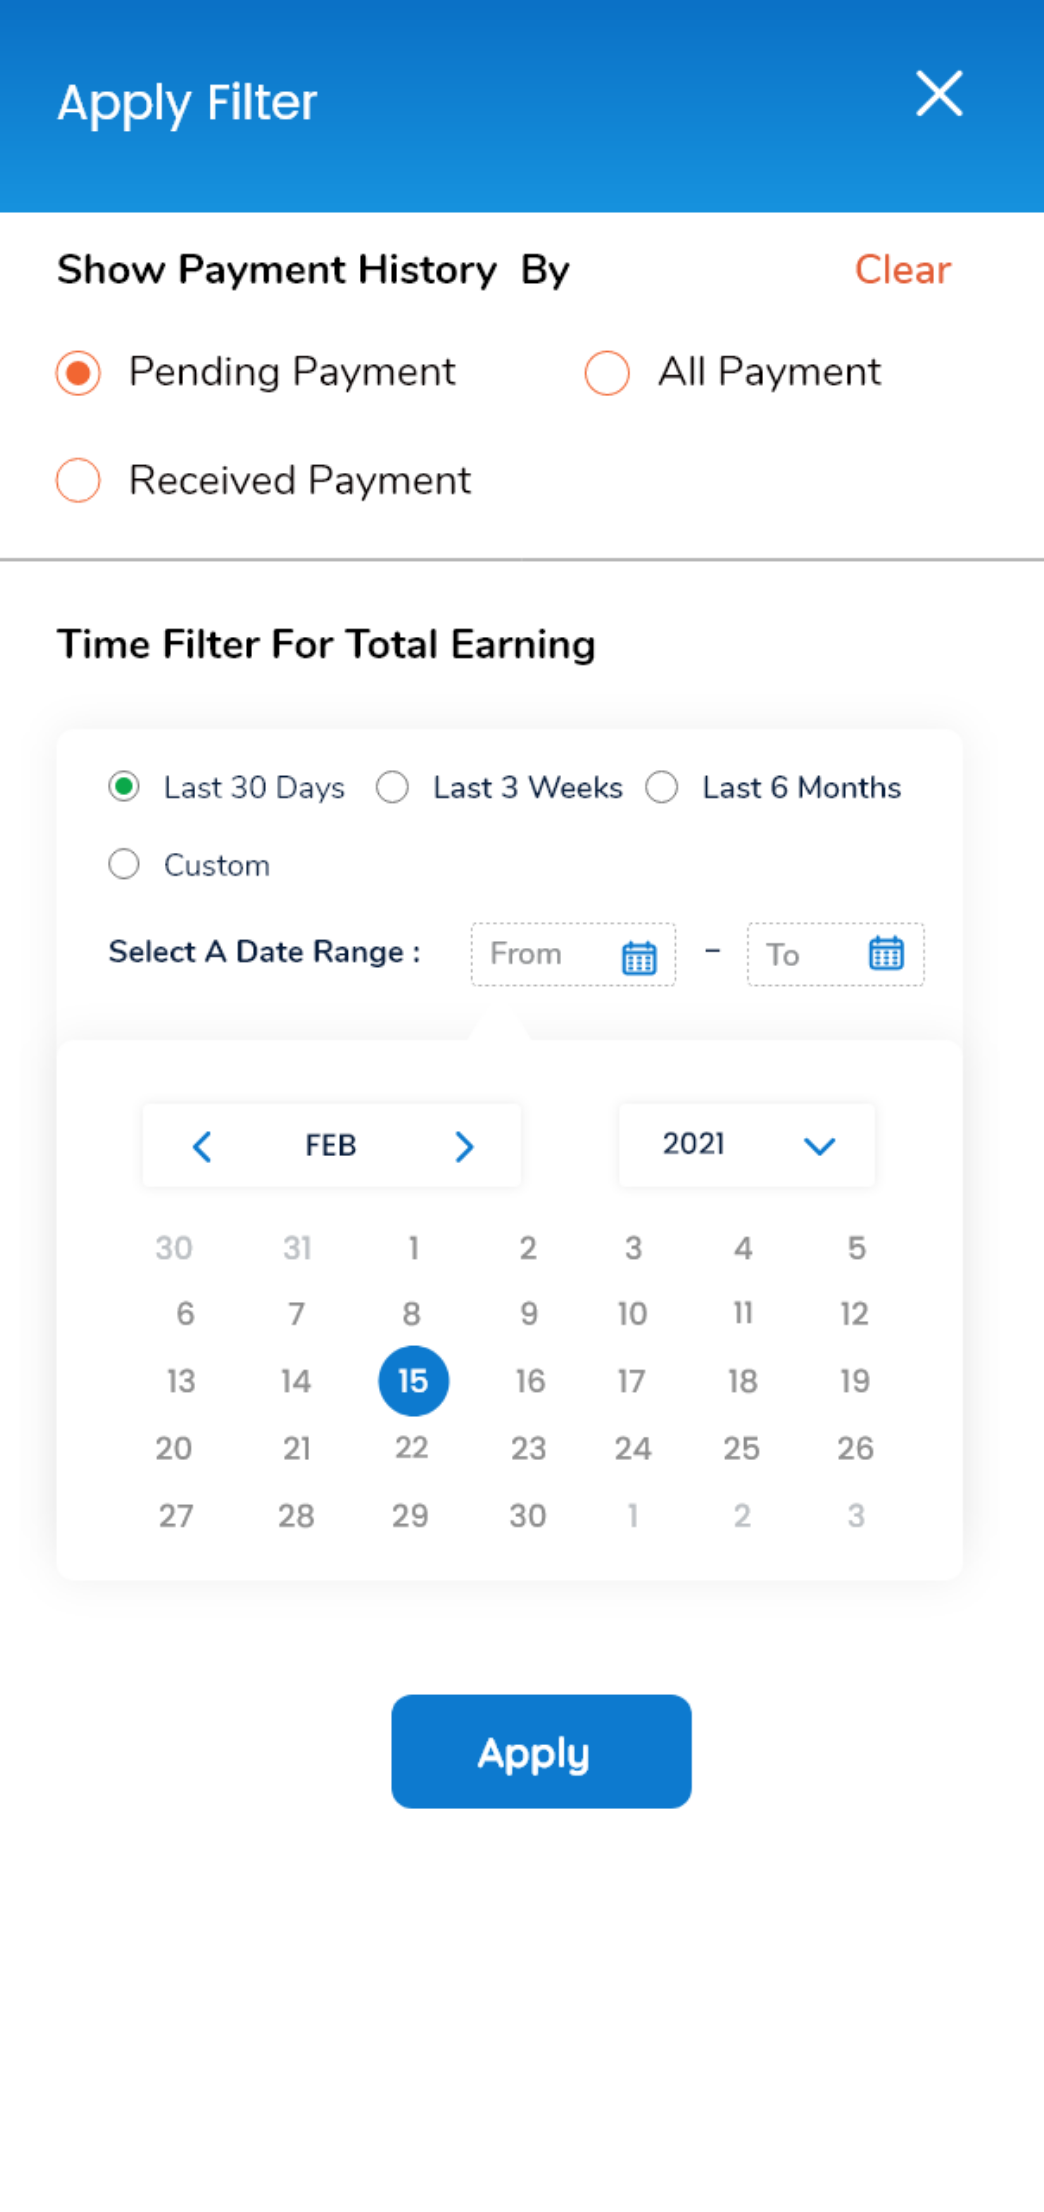 Apply Filter
Show Payment History By Clear
Pending Payment All Payment
Received Payment
Time Filter For Total Earning
Last 30 Days Last 3 Weeks Last 6 Months
Custom
Select A Date Range : From - To
FEB 2021
30 31 1 2 3 4 5
6 7 8 9 10 11 12
13 14 15 16 17 18 19
20 21 22 23 24 25 26
27 28 29 30 1 2 3
Apply